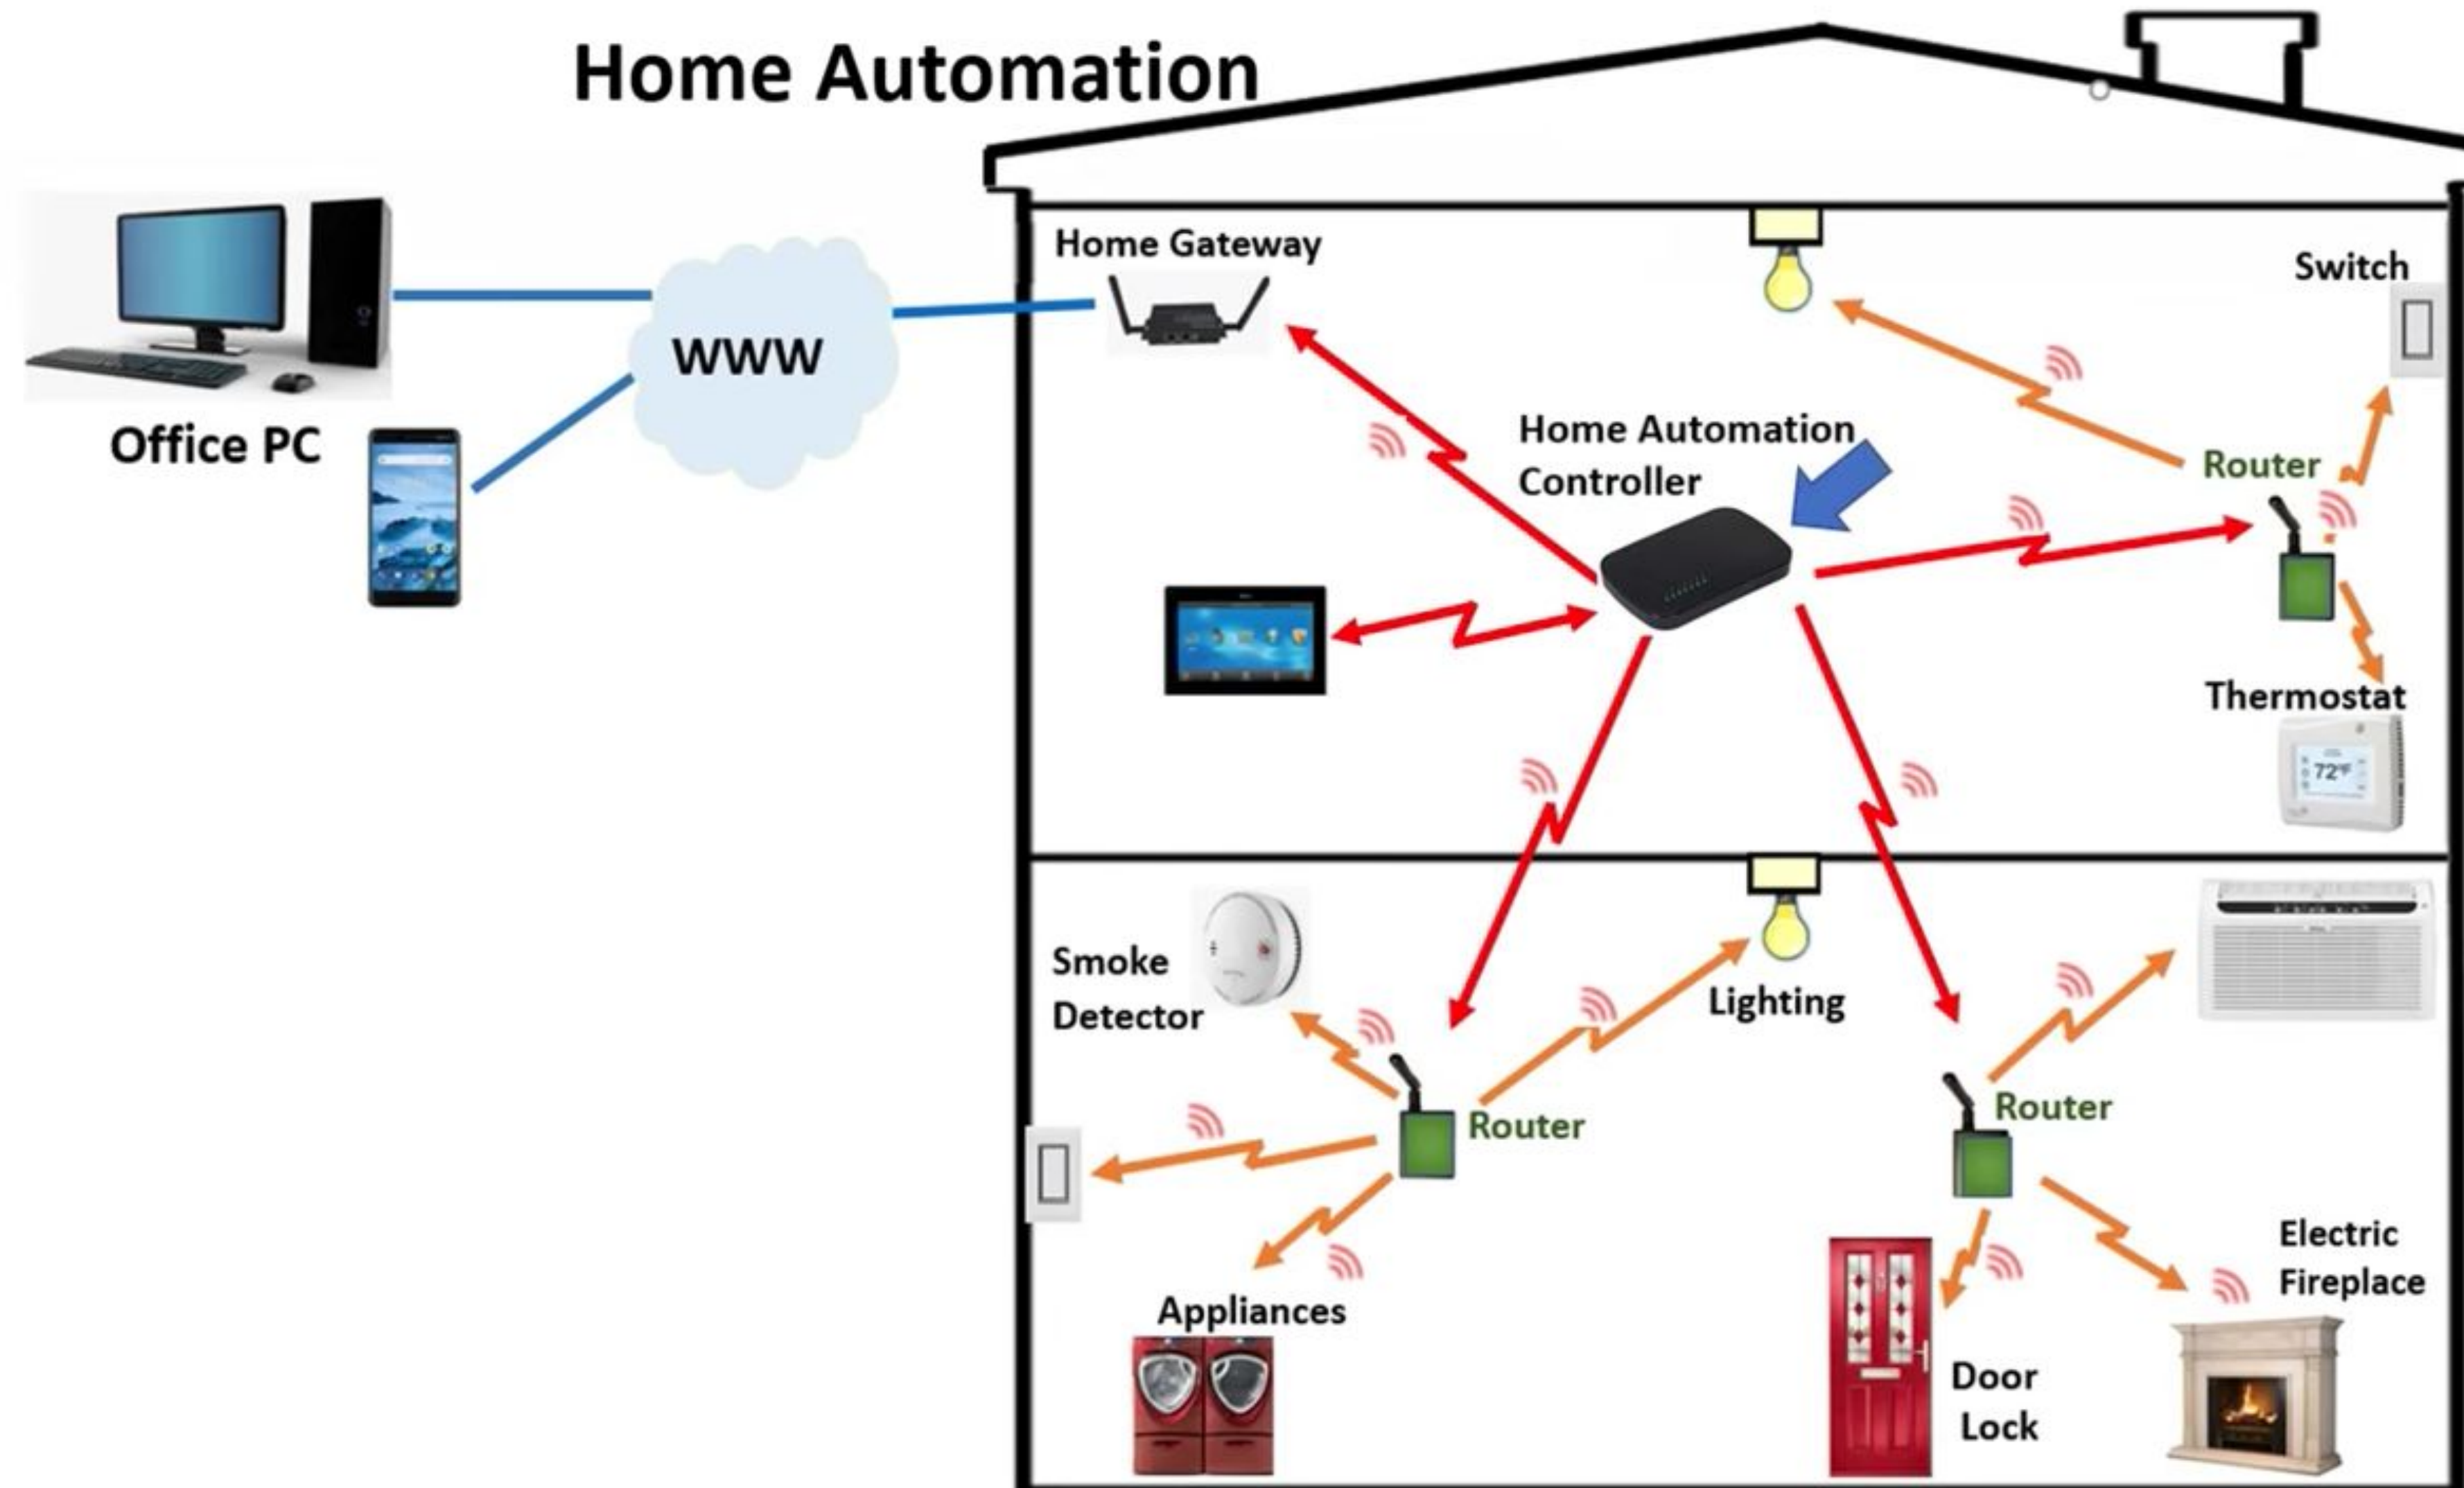 Home Automation
Home Gateway
Switch
WWW
Office PC
Home Automation
Controller
Router
Thermostat
72°F
Smoke
Detector
Lighting
Router
Router
Appliances
Electric
Fireplace
Door
Lock